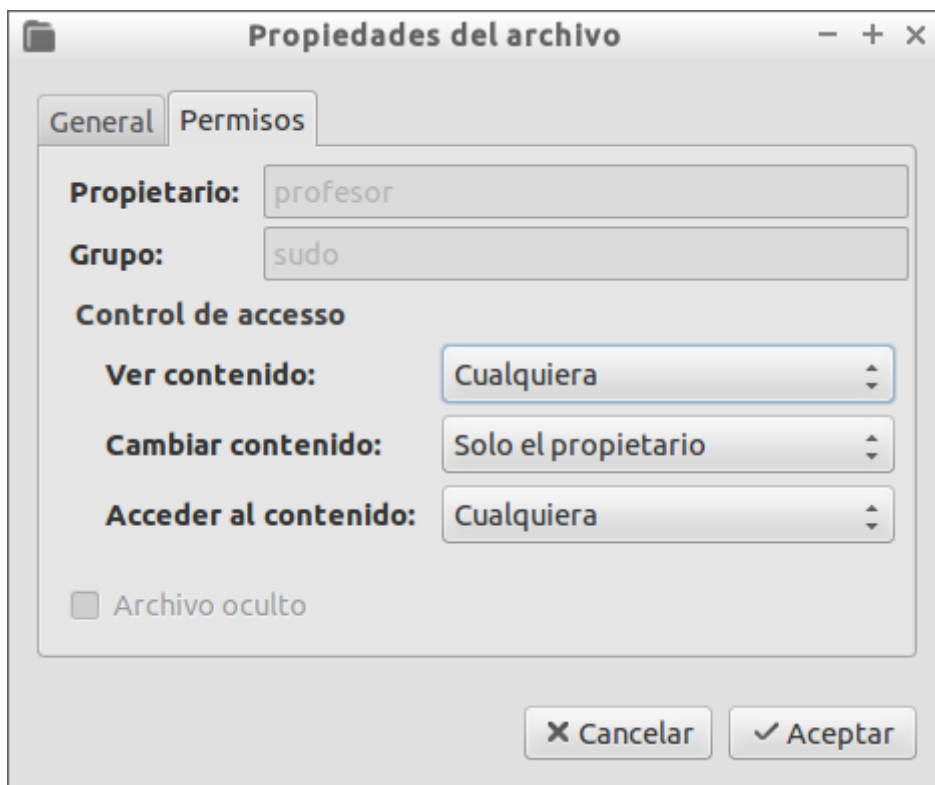 Propiedades del archivo
General Permisos
Propietario: profesor
Grupo: sudo
Control de accesso
Ver contenido: Cualquiera
Cambiar contenido: Solo el propietario
Acceder al contenido: Cualquiera
Archivo oculto
Cancelar Aceptar